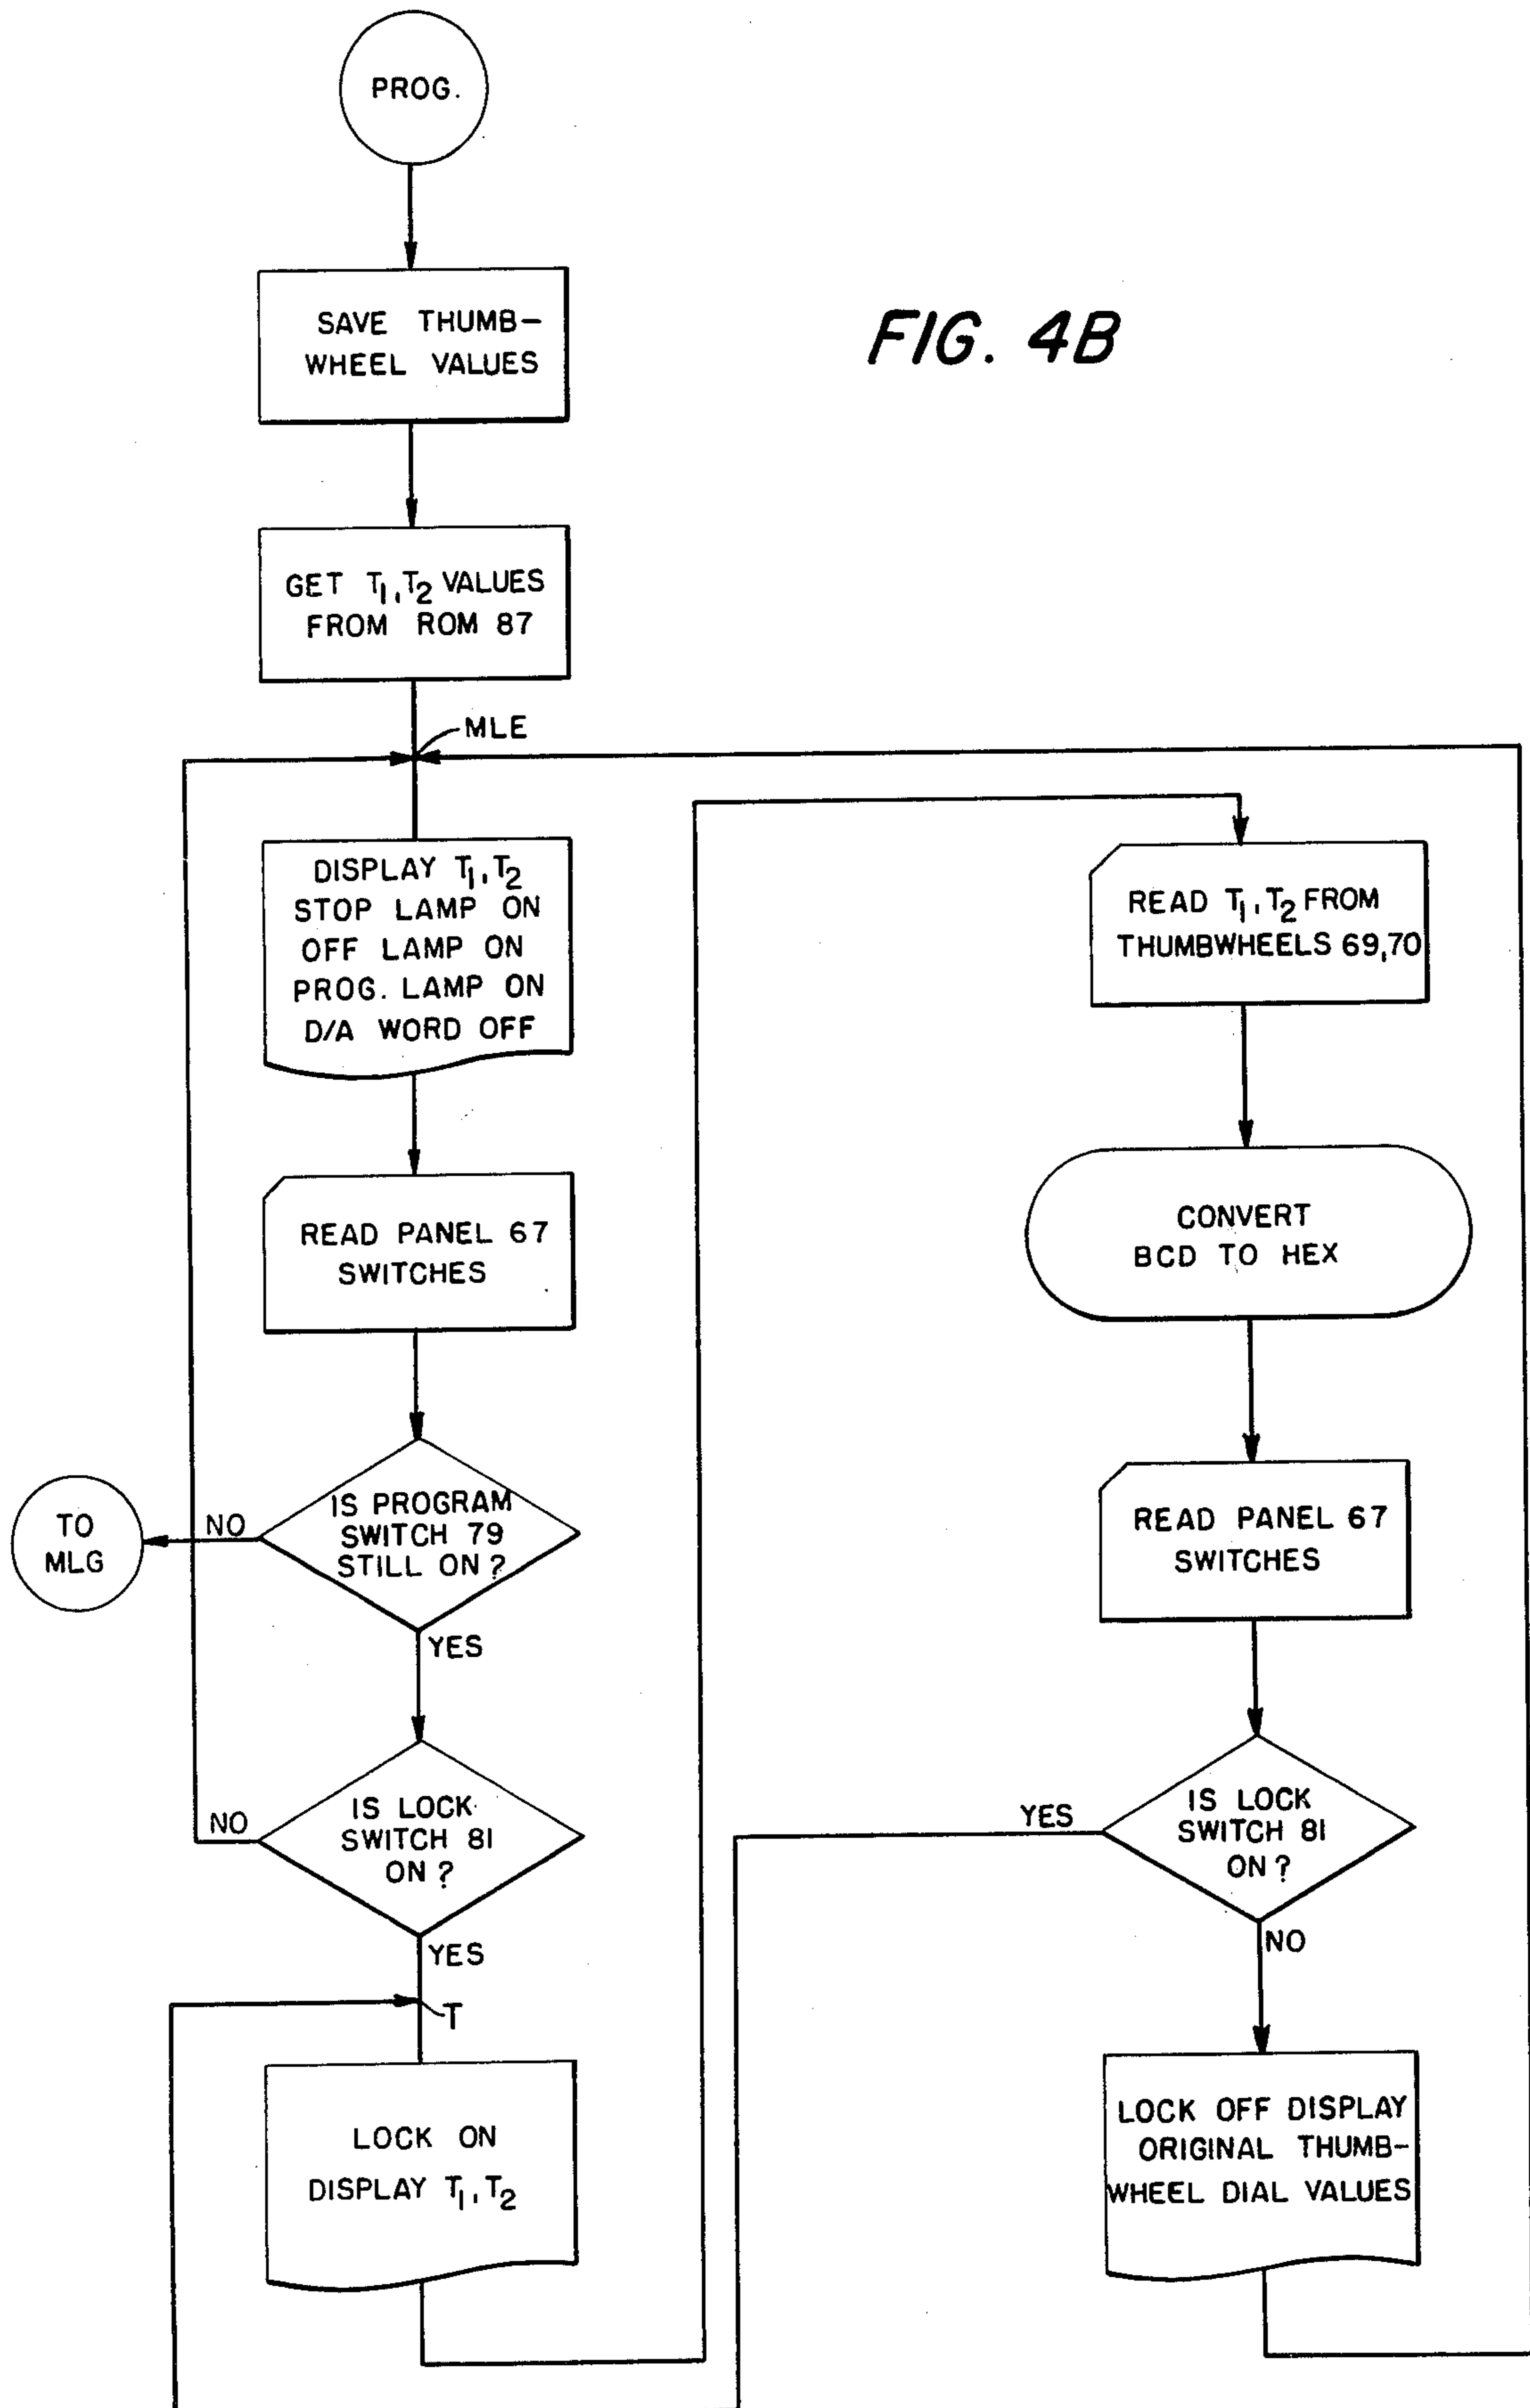 PROG.
SAVE THUMB-
WHEEL VALUES
FIG. 4B
GET T1, T2 VALUES
FROM ROM 87
MLE
DISPLAY T1, T2
STOP LAMP ON
OFF LAMP ON
PROG. LAMP ON
D/A WORD OFF
READ PANEL 67
SWITCHES
IS PROGRAM
SWITCH 79
STILL ON?
NO
TO
MLG
YES
IS LOCK
SWITCH 81
ON?
NO
YES
T
LOCK ON
DISPLAY T1, T2
READ T1, T2 FROM
THUMBWHEELS 69,70
CONVERT
BCD TO HEX
READ PANEL 67
SWITCHES
IS LOCK
SWITCH 81
ON?
YES
NO
LOCK OFF DISPLAY
ORIGINAL THUMB-
WHEEL DIAL VALUES